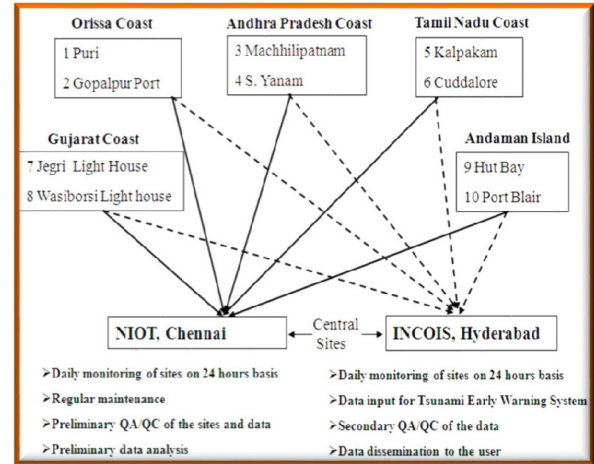 Orissa Coast
1 Puri
2 Gopalpur Port
Andhra Pradesh Coast
3 Machhilipatnam
4 S. Yanam
Tamil Nadu Coast
5 Kalpakam
6 Cuddalore
Gujarat Coast
7 Jegri Light House
8 Wasiborsi Light house
Andaman Island
9 Hut Bay
10 Port Blair
NIOT, Chennai
Central
Sites
INCOIS, Hyderabad
➢Daily monitoring of sites on 24 hours basis
➢Regular maintenance
➢Preliminary QA/QC of the sites and data
➢Preliminary data analysis
➢Daily monitoring of sites on 24 hours basis
➢Data input for Tsunami Early Warning System
➢Secondary QA/QC of the data
➢Data dissemination to the user